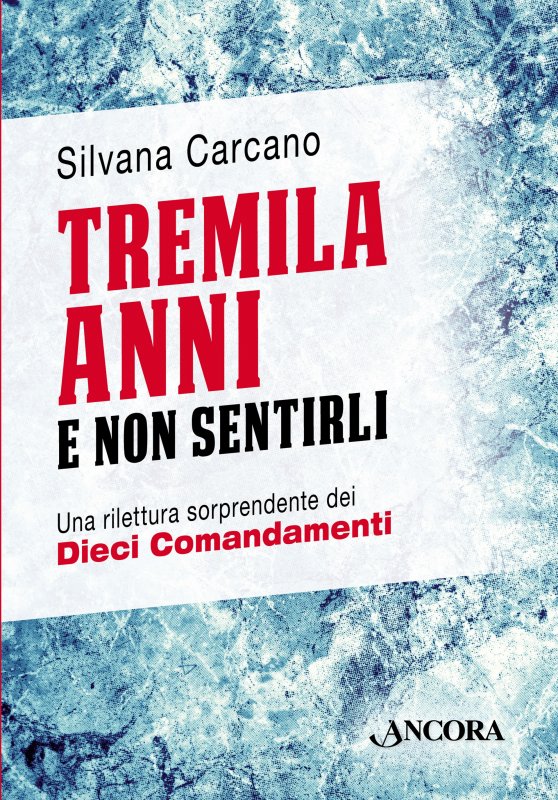 Silvana Carcano
TREMILA
ANNI
E NON SENTIRLI
Una rilettura sorprendente dei
Dieci Comandamenti
ANCORA